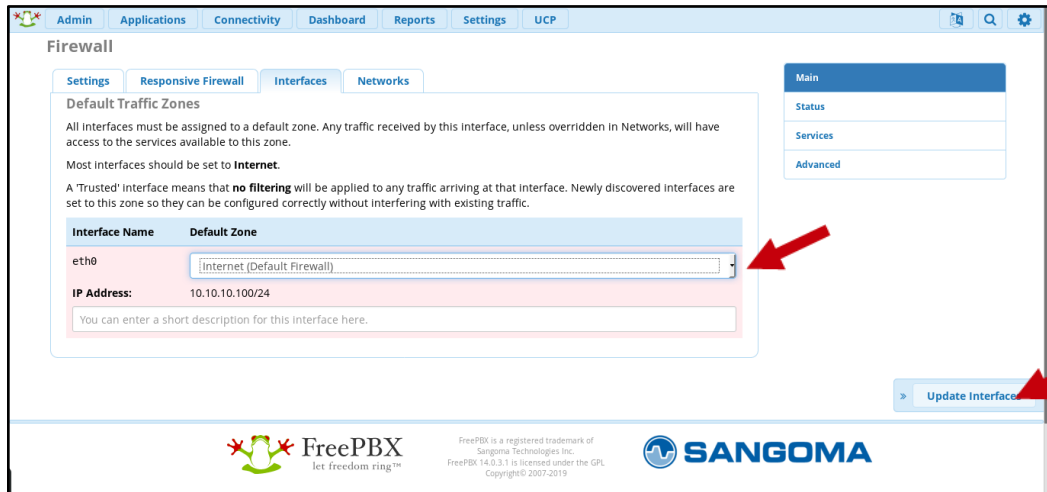 Admin Applications Connectivity Dashboard Reports Settings UCP
Firewall
Settings Responsive Firewall Interfaces Networks
Default Traffic Zones
All interfaces must be assigned to a default zone. Any traffic received by this interface, unless overridden in Networks, will have
access to the services available to this zone.
Most interfaces should be set to Internet.
A 'Trusted' interface means that no filtering will be applied to any traffic arriving at that interface. Newly discovered interfaces are
set to this zone so they can be configured correctly without interfering with existing traffic.
Interface Name Default Zone
eth0 Internet (Default Firewall)
IP Address: 10.10.10.100/24
You can enter a short description for this interface here.
Main
Status
Services
Advanced
» Update Interfaces
FreePBX
let freedom ring™
FreePBX is a registered trademark of
Sangoma Technologies Inc.
FreePBX 14.0.3.1 is licensed under the GPL
Copyright© 2007-2019
SANGOMA